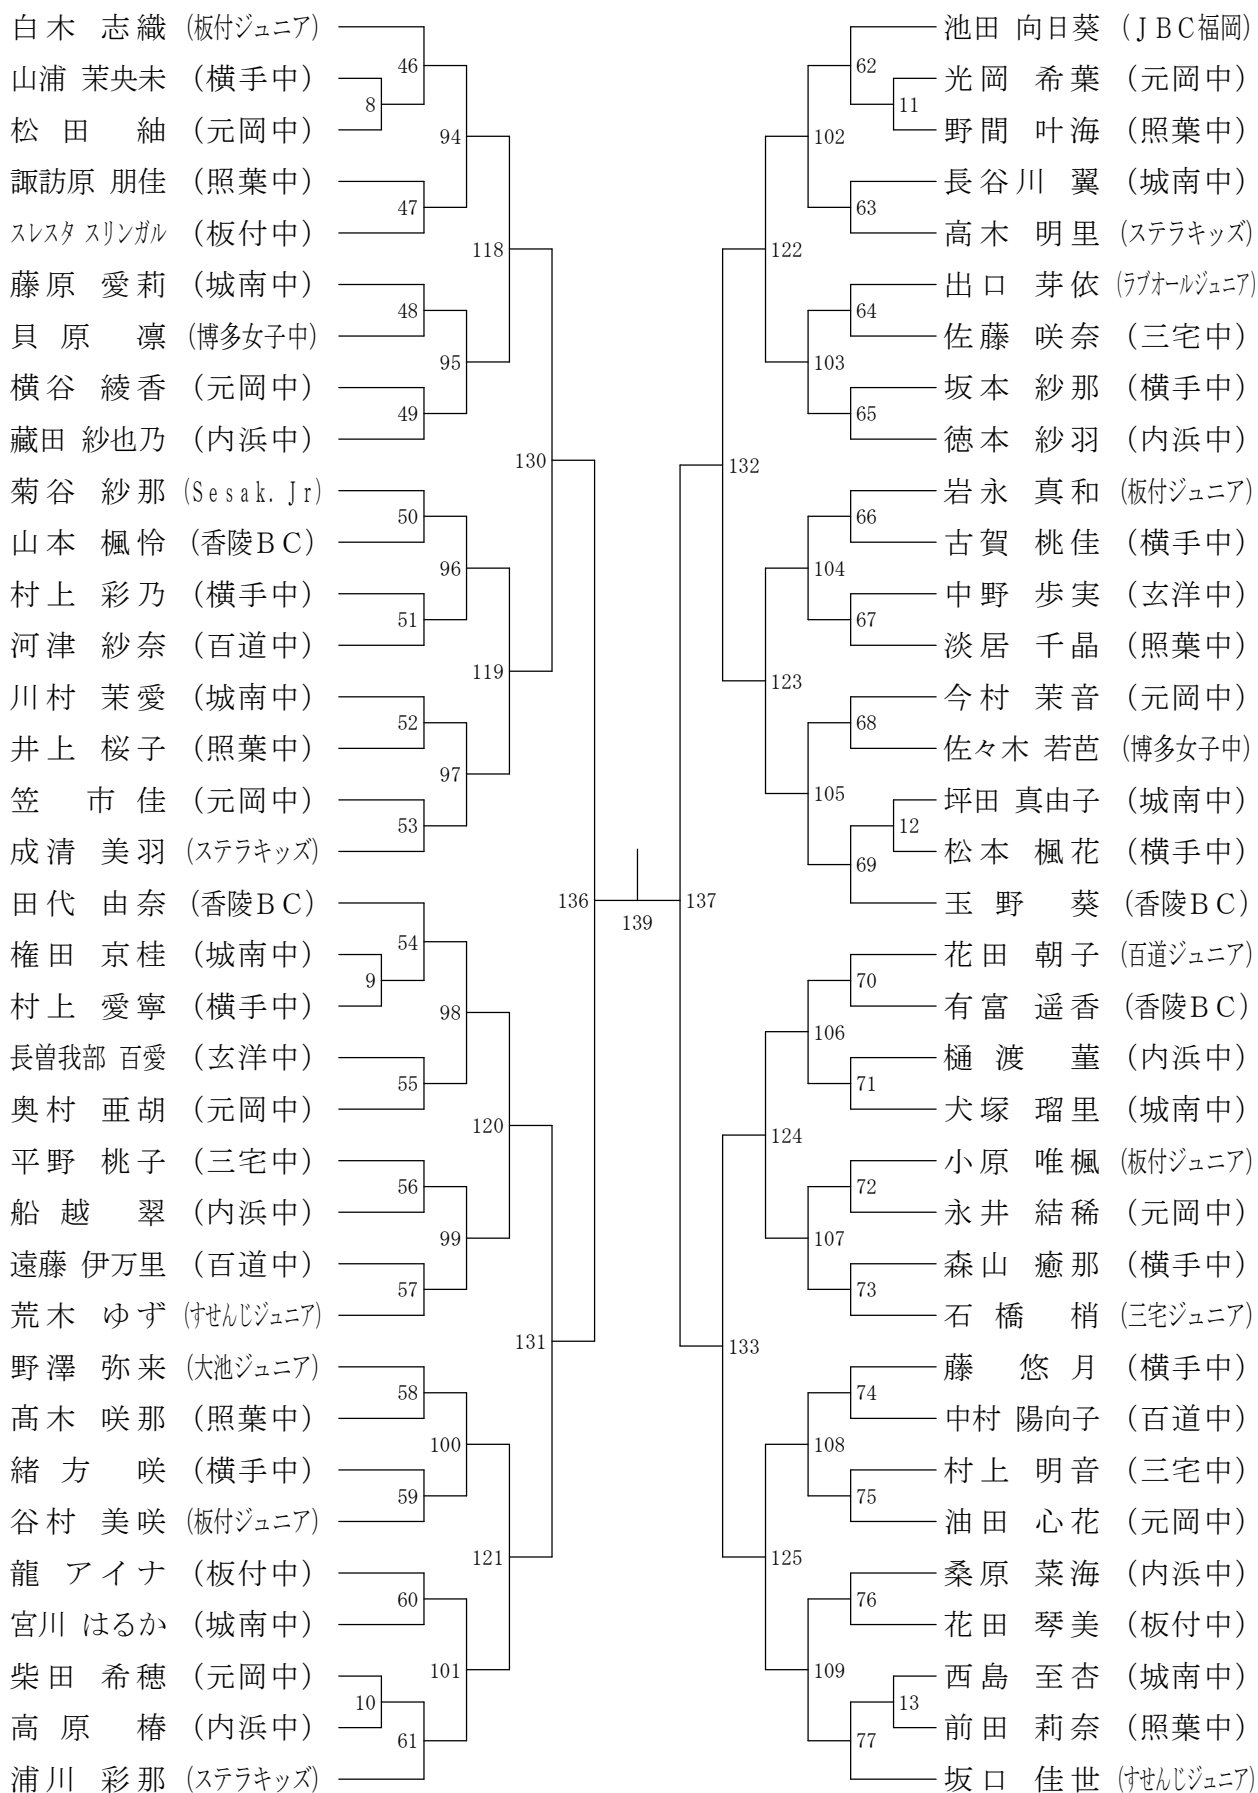 白木 志織 (板付ジュニア)
山浦 茉央未 (横手中)
松田 紬 (元岡中)
諏訪原 朋佳 (照葉中)
スレスタ スリンガル (板付中)
藤原 愛莉 (城南中)
貝原 凛 (博多女子中)
横谷 綾香 (元岡中)
藏田 紗也乃 (内浜中)
菊谷 紗那 (Sesak.Jr)
山本 楓怜 (香陵BC)
村上 彩乃 (横手中)
河津 紗奈 (百道中)
川村 茉愛 (城南中)
井上 桜子 (照葉中)
笠 市佳 (元岡中)
成清 美羽 (ステラキッズ)
田代 由奈 (香陵BC)
権田 京桂 (城南中)
村上 愛寧 (横手中)
長曽我部 百愛 (玄洋中)
奥村 亜胡 (元岡中)
平野 桃子 (三宅中)
船越 翠 (内浜中)
遠藤 伊万里 (百道中)
荒木 ゆず (すせんじジュニア)
野澤 弥来 (大池ジュニア)
髙木 咲那 (照葉中)
緒方 咲 (横手中)
谷村 美咲 (板付ジュニア)
龍 アイナ (板付中)
宮川 はるか (城南中)
柴田 希穂 (元岡中)
高原 椿 (内浜中)
浦川 彩那 (ステラキッズ)
8
9
10
46
47
48
49
50
51
52
53
54
55
56
57
58
59
60
61
94
95
96
97
98
99
100
101
118
119
120
121
130
131
136
139
137
132
133
122
123
124
125
102
103
104
105
106
107
108
109
62
63
64
65
66
67
68
69
70
71
72
73
74
75
76
77
11
12
13
池田 向日葵 (JBC福岡)
光岡 希葉 (元岡中)
野間 叶海 (照葉中)
長谷川 翼 (城南中)
高木 明里 (ステラキッズ)
出口 芽依 (ラブオールジュニア)
佐藤 咲奈 (三宅中)
坂本 紗那 (横手中)
徳本 紗羽 (内浜中)
岩永 真和 (板付ジュニア)
古賀 桃佳 (横手中)
中野 歩実 (玄洋中)
淡居 千晶 (照葉中)
今村 茉音 (元岡中)
佐々木 若芭 (博多女子中)
坪田 真由子 (城南中)
松本 楓花 (横手中)
玉野 葵 (香陵BC)
花田 朝子 (百道ジュニア)
有富 遥香 (香陵BC)
樋渡 菫 (内浜中)
犬塚 瑠里 (城南中)
小原 唯楓 (板付ジュニア)
永井 結稀 (元岡中)
森山 癒那 (横手中)
石橋 梢 (三宅ジュニア)
藤 悠月 (横手中)
中村 陽向子 (百道中)
村上 明音 (三宅中)
油田 心花 (元岡中)
桑原 菜海 (内浜中)
花田 琴美 (板付中)
西島 至杏 (城南中)
前田 莉奈 (照葉中)
坂口 佳世 (すせんじジュニア)